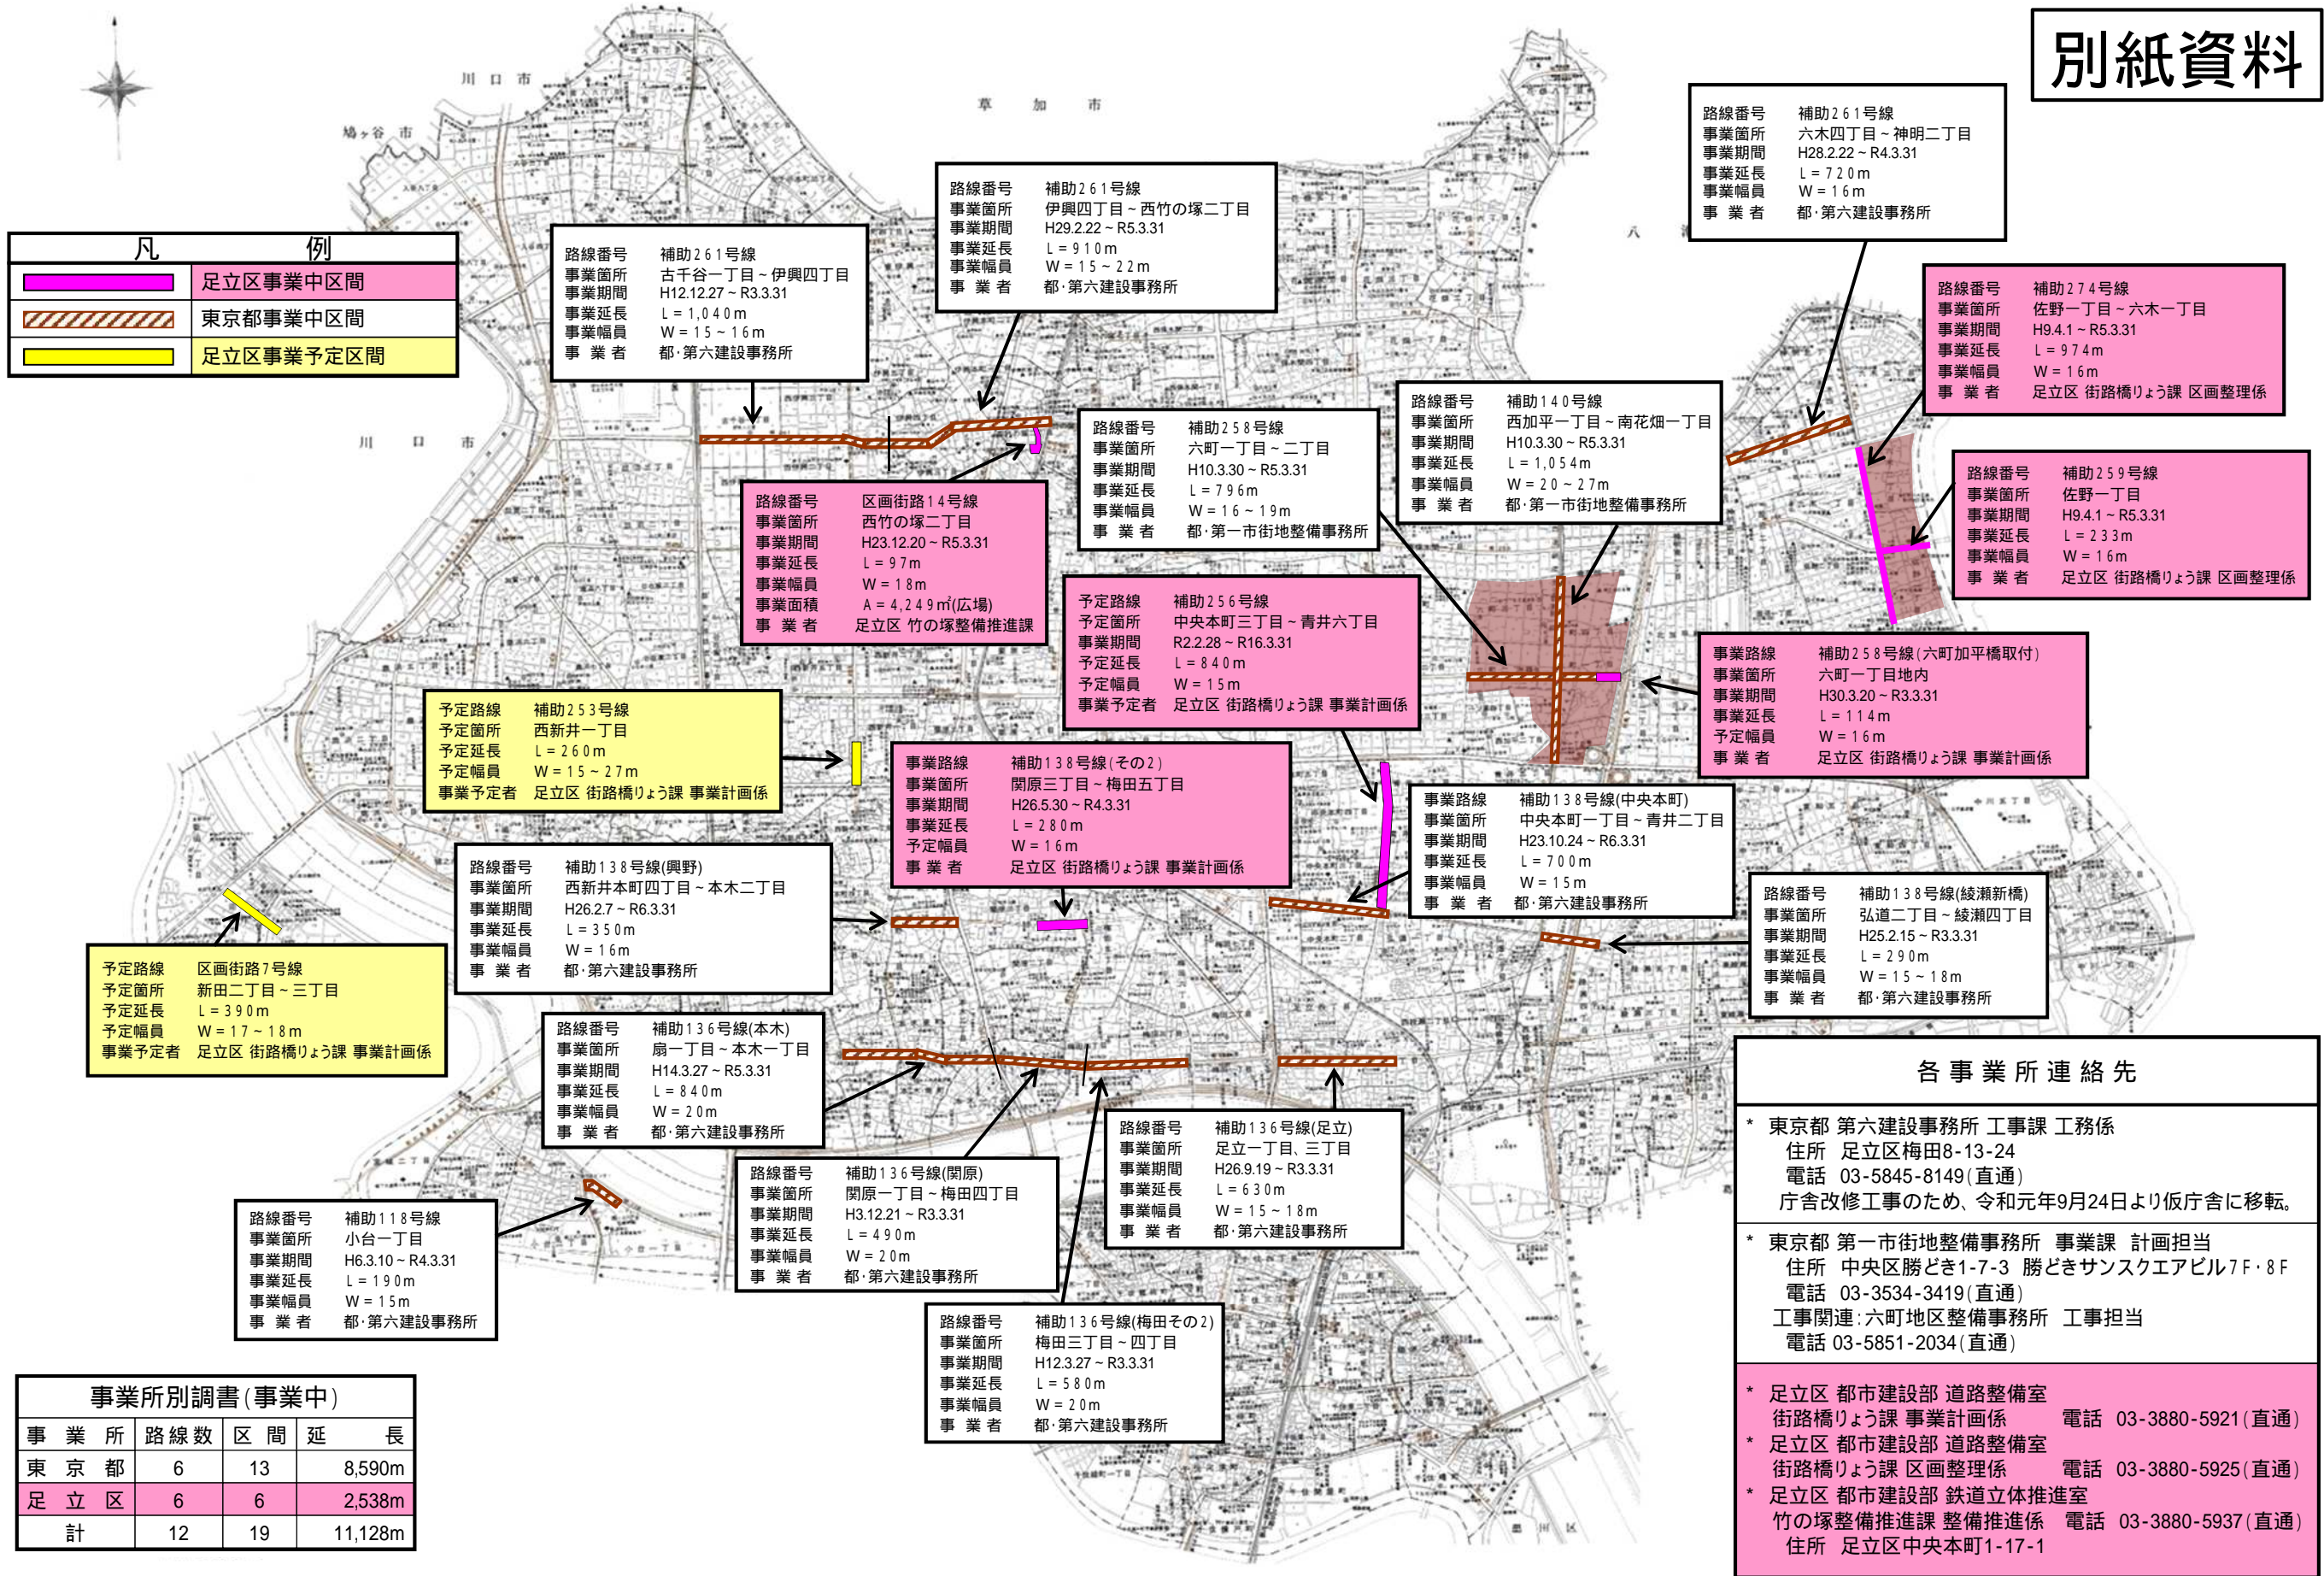 別紙資料
川口市
鳩ヶ谷市
草加市
川口市
凡 例
足立区事業中区間
東京都事業中区間
足立区事業予定区間
路線番号 補助261号線
事業箇所 古千谷一丁目~伊興四丁目
事業期間 H12.12.27~R3.3.31
事業延長 L=1,040m
事業幅員 W=15~16m
事業者 都・第六建設事務所
路線番号 補助261号線
事業箇所 伊興四丁目~西竹の塚二丁目
事業期間 H29.2.22~R5.3.31
事業延長 L=910m
事業幅員 W=15~22m
事業者 都・第六建設事務所
路線番号 補助261号線
事業箇所 六木四丁目~神明二丁目
事業期間 H28.2.22~R4.3.31
事業延長 L=720m
事業幅員 W=16m
事業者 都・第六建設事務所
路線番号 補助274号線
事業箇所 佐野一丁目~六木一丁目
事業期間 H9.4.1~R5.3.31
事業延長 L=974m
事業幅員 W=16m
事業者 足立区 街路橋りょう課 区画整理係
路線番号 補助258号線
事業箇所 六町一丁目~二丁目
事業期間 H10.3.30~R5.3.31
事業延長 L=796m
事業幅員 W=16~19m
事業者 都・第一市街地整備事務所
路線番号 補助140号線
事業箇所 西加平一丁目~南花畑一丁目
事業期間 H10.3.30~R5.3.31
事業延長 L=1,054m
事業幅員 W=20~27m
事業者 都・第一市街地整備事務所
路線番号 補助259号線
事業箇所 佐野一丁目
事業期間 H9.4.1~R5.3.31
事業延長 L=233m
事業幅員 W=16m
事業者 足立区 街路橋りょう課 区画整理係
路線番号 区画街路14号線
事業箇所 西竹の塚二丁目
事業期間 H23.12.20~R5.3.31
事業延長 L=97m
事業幅員 W=18m
事業面積 A=4,249㎡(広場)
事業者 足立区 竹の塚整備推進課
予定路線 補助256号線
予定箇所 中央本町三丁目~青井六丁目
事業期間 R2.2.28~R16.3.31
予定延長 L=840m
予定幅員 W=15m
事業予定者 足立区 街路橋りょう課 事業計画係
事業路線 補助258号線(六町加平橋取付)
事業箇所 六町一丁目地内
事業期間 H30.3.20~R3.3.31
事業延長 L=114m
予定幅員 W=16m
事業者 足立区 街路橋りょう課 事業計画係
予定路線 補助253号線
予定箇所 西新井一丁目
予定延長 L=260m
予定幅員 W=15~27m
事業予定者 足立区 街路橋りょう課 事業計画係
事業路線 補助138号線(その2)
事業箇所 関原三丁目~梅田五丁目
事業期間 H26.5.30~R4.3.31
事業延長 L=280m
予定幅員 W=16m
事業者 足立区 街路橋りょう課 事業計画係
事業路線 補助138号線(中央本町)
事業箇所 中央本町一丁目~青井二丁目
事業期間 H23.10.24~R6.3.31
事業延長 L=700m
事業幅員 W=15m
事業者 都・第六建設事務所
路線番号 補助138号線(興野)
事業箇所 西新井本町四丁目~本木二丁目
事業期間 H26.2.7~R6.3.31
事業延長 L=350m
事業幅員 W=16m
事業者 都・第六建設事務所
路線番号 補助138号線(綾瀬新橋)
事業箇所 弘道二丁目~綾瀬四丁目
事業期間 H25.2.15~R3.3.31
事業延長 L=290m
事業幅員 W=15~18m
事業者 都・第六建設事務所
予定路線 区画街路7号線
予定箇所 新田二丁目~三丁目
予定延長 L=390m
予定幅員 W=17~18m
事業予定者 足立区 街路橋りょう課 事業計画係
路線番号 補助136号線(本木)
事業箇所 扇一丁目~本木一丁目
事業期間 H14.3.27~R5.3.31
事業延長 L=840m
事業幅員 W=20m
事業者 都・第六建設事務所
路線番号 補助136号線(足立)
事業箇所 足立一丁目、三丁目
事業期間 H26.9.19~R3.3.31
事業延長 L=630m
事業幅員 W=15~18m
事業者 都・第六建設事務所
路線番号 補助136号線(関原)
事業箇所 関原一丁目~梅田四丁目
事業期間 H3.12.21~R3.3.31
事業延長 L=490m
事業幅員 W=20m
事業者 都・第六建設事務所
路線番号 補助118号線
事業箇所 小台一丁目
事業期間 H6.3.10~R4.3.31
事業延長 L=190m
事業幅員 W=15m
事業者 都・第六建設事務所
路線番号 補助136号線(梅田その2)
事業箇所 梅田三丁目~四丁目
事業期間 H12.3.27~R3.3.31
事業延長 L=580m
事業幅員 W=20m
事業者 都・第六建設事務所
事業所別調書(事業中)
事業所 路線数 区間 延長
東京都 6 13 8,590m
足立区 6 6 2,538m
計 12 19 11,128m
各事業所連絡先
* 東京都 第六建設事務所 工事課 工務係
住所 足立区梅田8-13-24
電話 03-5845-8149(直通)
庁舎改修工事のため、令和元年9月24日より仮庁舎に移転。
* 東京都 第一市街地整備事務所 事業課 計画担当
住所 中央区勝どき1-7-3 勝どきサンスクエアビル7F・8F
電話 03-3534-3419(直通)
工事関連:六町地区整備事務所 工事担当
電話 03-5851-2034(直通)
* 足立区 都市建設部 道路整備室
街路橋りょう課 事業計画係 電話 03-3880-5921(直通)
* 足立区 都市建設部 道路整備室
街路橋りょう課 区画整理係 電話 03-3880-5925(直通)
* 足立区 都市建設部 鉄道立体推進室
竹の塚整備推進課 整備推進係 電話 03-3880-5937(直通)
住所 足立区中央本町1-17-1